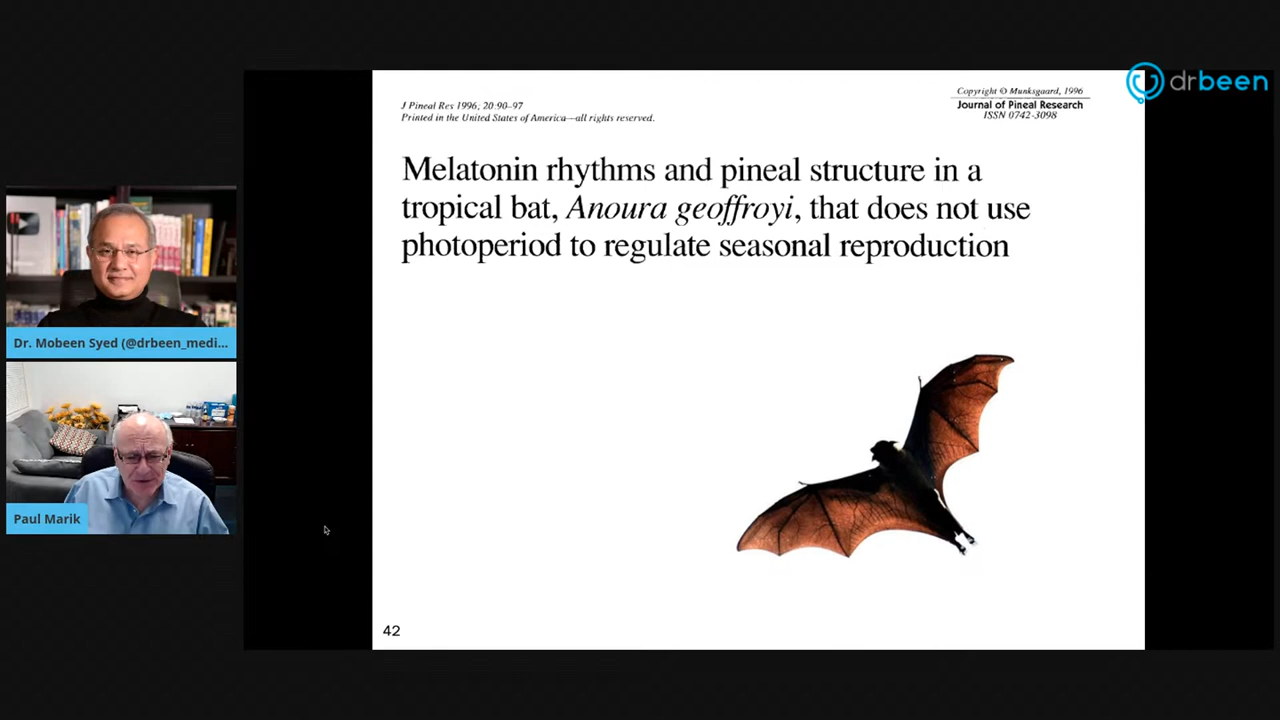 drbeen
J Pineal Res 1996; 20:90–97
Printed in the United States of America—all rights reserved.
Copyright © Munksgaard, 1996
Journal of Pineal Research
ISSN 0742-3098
Melatonin rhythms and pineal structure in a
tropical bat, Anoura geoffroyi, that does not use
photoperiod to regulate seasonal reproduction
Dr. Mobeen Syed (@drbeen_medi...
Paul Marik
42